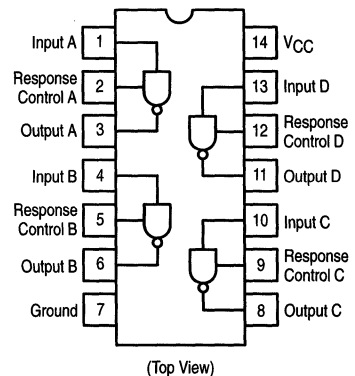 Input A 1
Response
Control A 2
Output A 3
Input B 4
Response
Control B 5
Output B 6
Ground 7
14 VCC
13 Input D
12 Response
Control D
11 Output D
10 Input C
9 Response
Control C
8 Output C
(Top View)